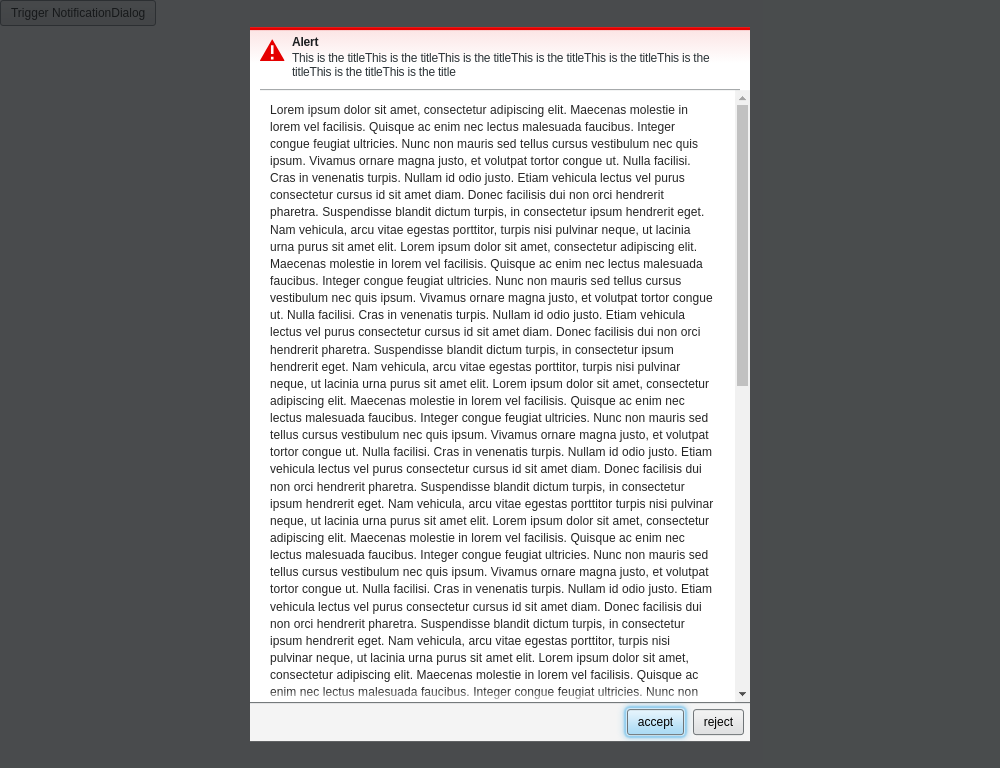 Trigger NotificationDialog
Alert
This is the titleThis is the titleThis is the titleThis is the titleThis is the titleThis is the
titleThis is the titleThis is the title
Lorem ipsum dolor sit amet, consectetur adipiscing elit. Maecenas molestie in
lorem vel facilisis. Quisque ac enim nec lectus malesuada faucibus. Integer
congue feugiat ultricies. Nunc non mauris sed tellus cursus vestibulum nec quis
ipsum. Vivamus ornare magna justo, et volutpat tortor congue ut. Nulla facilisi.
Cras in venenatis turpis. Nullam id odio justo. Etiam vehicula lectus vel purus
consectetur cursus id sit amet diam. Donec facilisis dui non orci hendrerit
pharetra. Suspendisse blandit dictum turpis, in consectetur ipsum hendrerit eget.
Nam vehicula, arcu vitae egestas porttitor, turpis nisi pulvinar neque, ut lacinia
urna purus sit amet elit. Lorem ipsum dolor sit amet, consectetur adipiscing elit.
Maecenas molestie in lorem vel facilisis. Quisque ac enim nec lectus malesuada
faucibus. Integer congue feugiat ultricies. Nunc non mauris sed tellus cursus
vestibulum nec quis ipsum. Vivamus ornare magna justo, et volutpat tortor congue
ut. Nulla facilisi. Cras in venenatis turpis. Nullam id odio justo. Etiam vehicula
lectus vel purus consectetur cursus id sit amet diam. Donec facilisis dui non orci
hendrerit pharetra. Suspendisse blandit dictum turpis, in consectetur ipsum
hendrerit eget. Nam vehicula, arcu vitae egestas porttitor, turpis nisi pulvinar
neque, ut lacinia urna purus sit amet elit. Lorem ipsum dolor sit amet, consectetur
adipiscing elit. Maecenas molestie in lorem vel facilisis. Quisque ac enim nec
lectus malesuada faucibus. Integer congue feugiat ultricies. Nunc non mauris sed
tellus cursus vestibulum nec quis ipsum. Vivamus ornare magna justo, et volutpat
tortor congue ut. Nulla facilisi. Cras in venenatis turpis. Nullam id odio justo. Etiam
vehicula lectus vel purus consectetur cursus id sit amet diam. Donec facilisis dui
non orci hendrerit pharetra. Suspendisse blandit dictum turpis, in consectetur
ipsum hendrerit eget. Nam vehicula, arcu vitae egestas porttitor turpis nisi pulvinar
neque, ut lacinia urna purus sit amet elit. Lorem ipsum dolor sit amet, consectetur
adipiscing elit. Maecenas molestie in lorem vel facilisis. Quisque ac enim nec
lectus malesuada faucibus. Integer congue feugiat ultricies. Nunc non mauris sed
tellus cursus vestibulum nec quis ipsum. Vivamus ornare magna justo, et volutpat
tortor congue ut. Nulla facilisi. Cras in venenatis turpis. Nullam id odio justo. Etiam
vehicula lectus vel purus consectetur cursus id sit amet diam. Donec facilisis dui
non orci hendrerit pharetra. Suspendisse blandit dictum turpis, in consectetur
ipsum hendrerit eget. Nam vehicula, arcu vitae egestas porttitor, turpis nisi
pulvinar neque, ut lacinia urna purus sit amet elit. Lorem ipsum dolor sit amet,
consectetur adipiscing elit. Maecenas molestie in lorem vel facilisis. Quisque ac
enim nec lectus malesuada faucibus. Integer congue feugiat ultricies. Nunc non
accept
reject